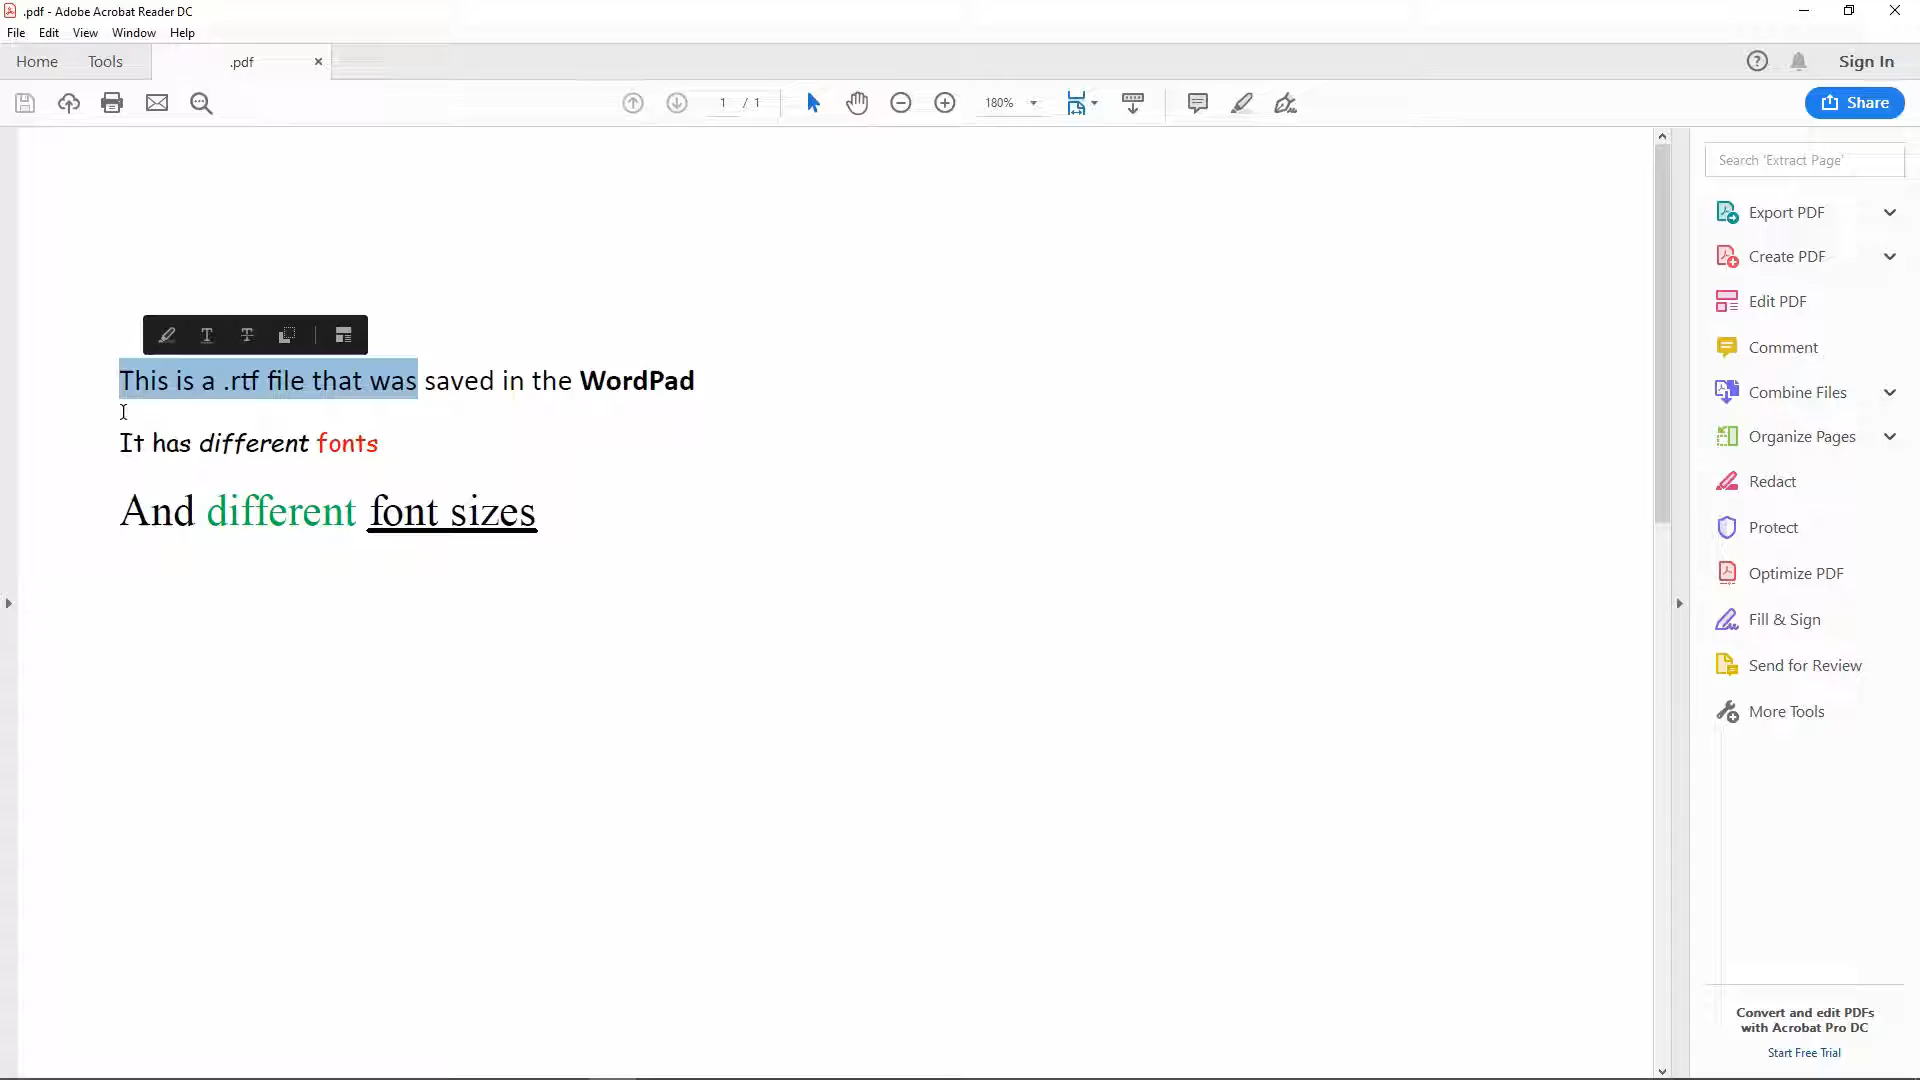 .pdf - Adobe Acrobat Reader DC
File Edit View Window Help
Home Tools .pdf Sign In
1 / 1 180% Share
Search 'Extract Page'
Export PDF
Create PDF
Edit PDF
This is a .rtf file that was saved in the WordPad
It has different fonts
And different font sizes
Comment
Combine Files
Organize Pages
Redact
Protect
Optimize PDF
Fill & Sign
Send for Review
More Tools
Convert and edit PDFs
with Acrobat Pro DC
Start Free Trial